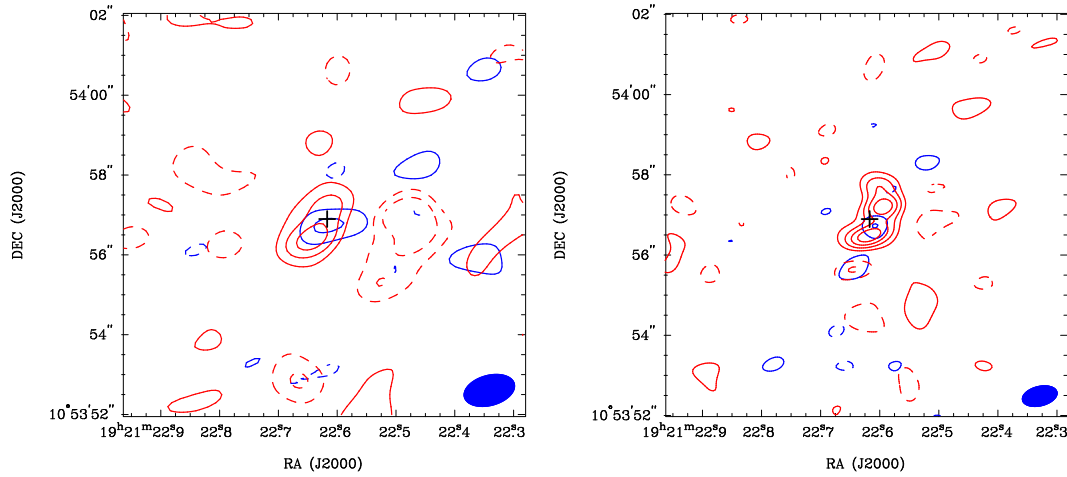 02"
54'00"
58"
56"
54"
10°53'52"
19ʰ21ᵐ22ˢ.9
22ˢ.8
22ˢ.7
22ˢ.6
22ˢ.5
22ˢ.4
22ˢ.3
DEC (J2000)
RA (J2000)
02"
54'00"
58"
56"
54"
10°53'52"
19ʰ21ᵐ22ˢ.9
22ˢ.8
22ˢ.7
22ˢ.6
22ˢ.5
22ˢ.4
22ˢ.3
DEC (J2000)
RA (J2000)